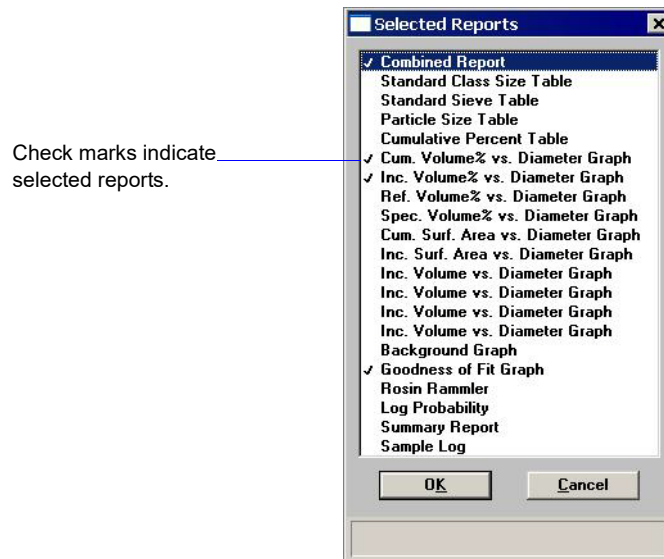 Selected Reports
Combined Report
Standard Class Size Table
Standard Sieve Table
Particle Size Table
Cumulative Percent Table
Check marks indicate
selected reports.
Cum. Volume% vs. Diameter Graph
Inc. Volume% vs. Diameter Graph
Ref. Volume% vs. Diameter Graph
Spec. Volume% vs. Diameter Graph
Cum. Surf. Area vs. Diameter Graph
Inc. Surf. Area vs. Diameter Graph
Inc. Volume vs. Diameter Graph
Inc. Volume vs. Diameter Graph
Inc. Volume vs. Diameter Graph
Inc. Volume vs. Diameter Graph
Background Graph
Goodness of Fit Graph
Rosin Rammler
Log Probability
Summary Report
Sample Log
OK Cancel